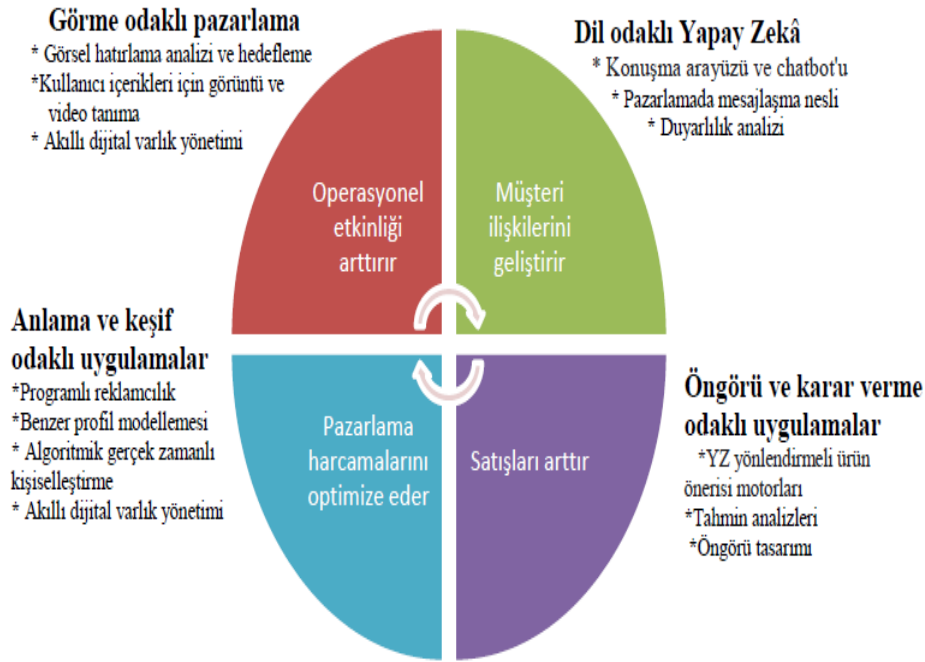 Görme odaklı pazarlama
* Görsel hatırlama analizi ve hedefleme
*Kullanıcı içerikleri için görüntü ve
video tanıma
* Akıllı dijital varlık yönetimi
Dil odaklı Yapay Zekâ
* Konuşma arayüzü ve chatbot'u
* Pazarlamada mesajlaşma nesli
* Duyarlılık analizi
Operasyonel
etkinliği
arttırır
Müşteri
ilişkilerini
geliştirir
Anlama ve keşif
odaklı uygulamalar
*Programlı reklamcılık
*Benzer profil modellemesi
* Algoritmik gerçek zamanlı
kişiselleştirme
* Akıllı dijital varlık yönetimi
Pazarlama
harcamalarını
optimize eder
Satışları arttır
Öngörü ve karar verme
odaklı uygulamalar
*YZ yönlendirmeli ürün
önerisi motorları
*Tahmin analizleri
*Öngörü tasarımı